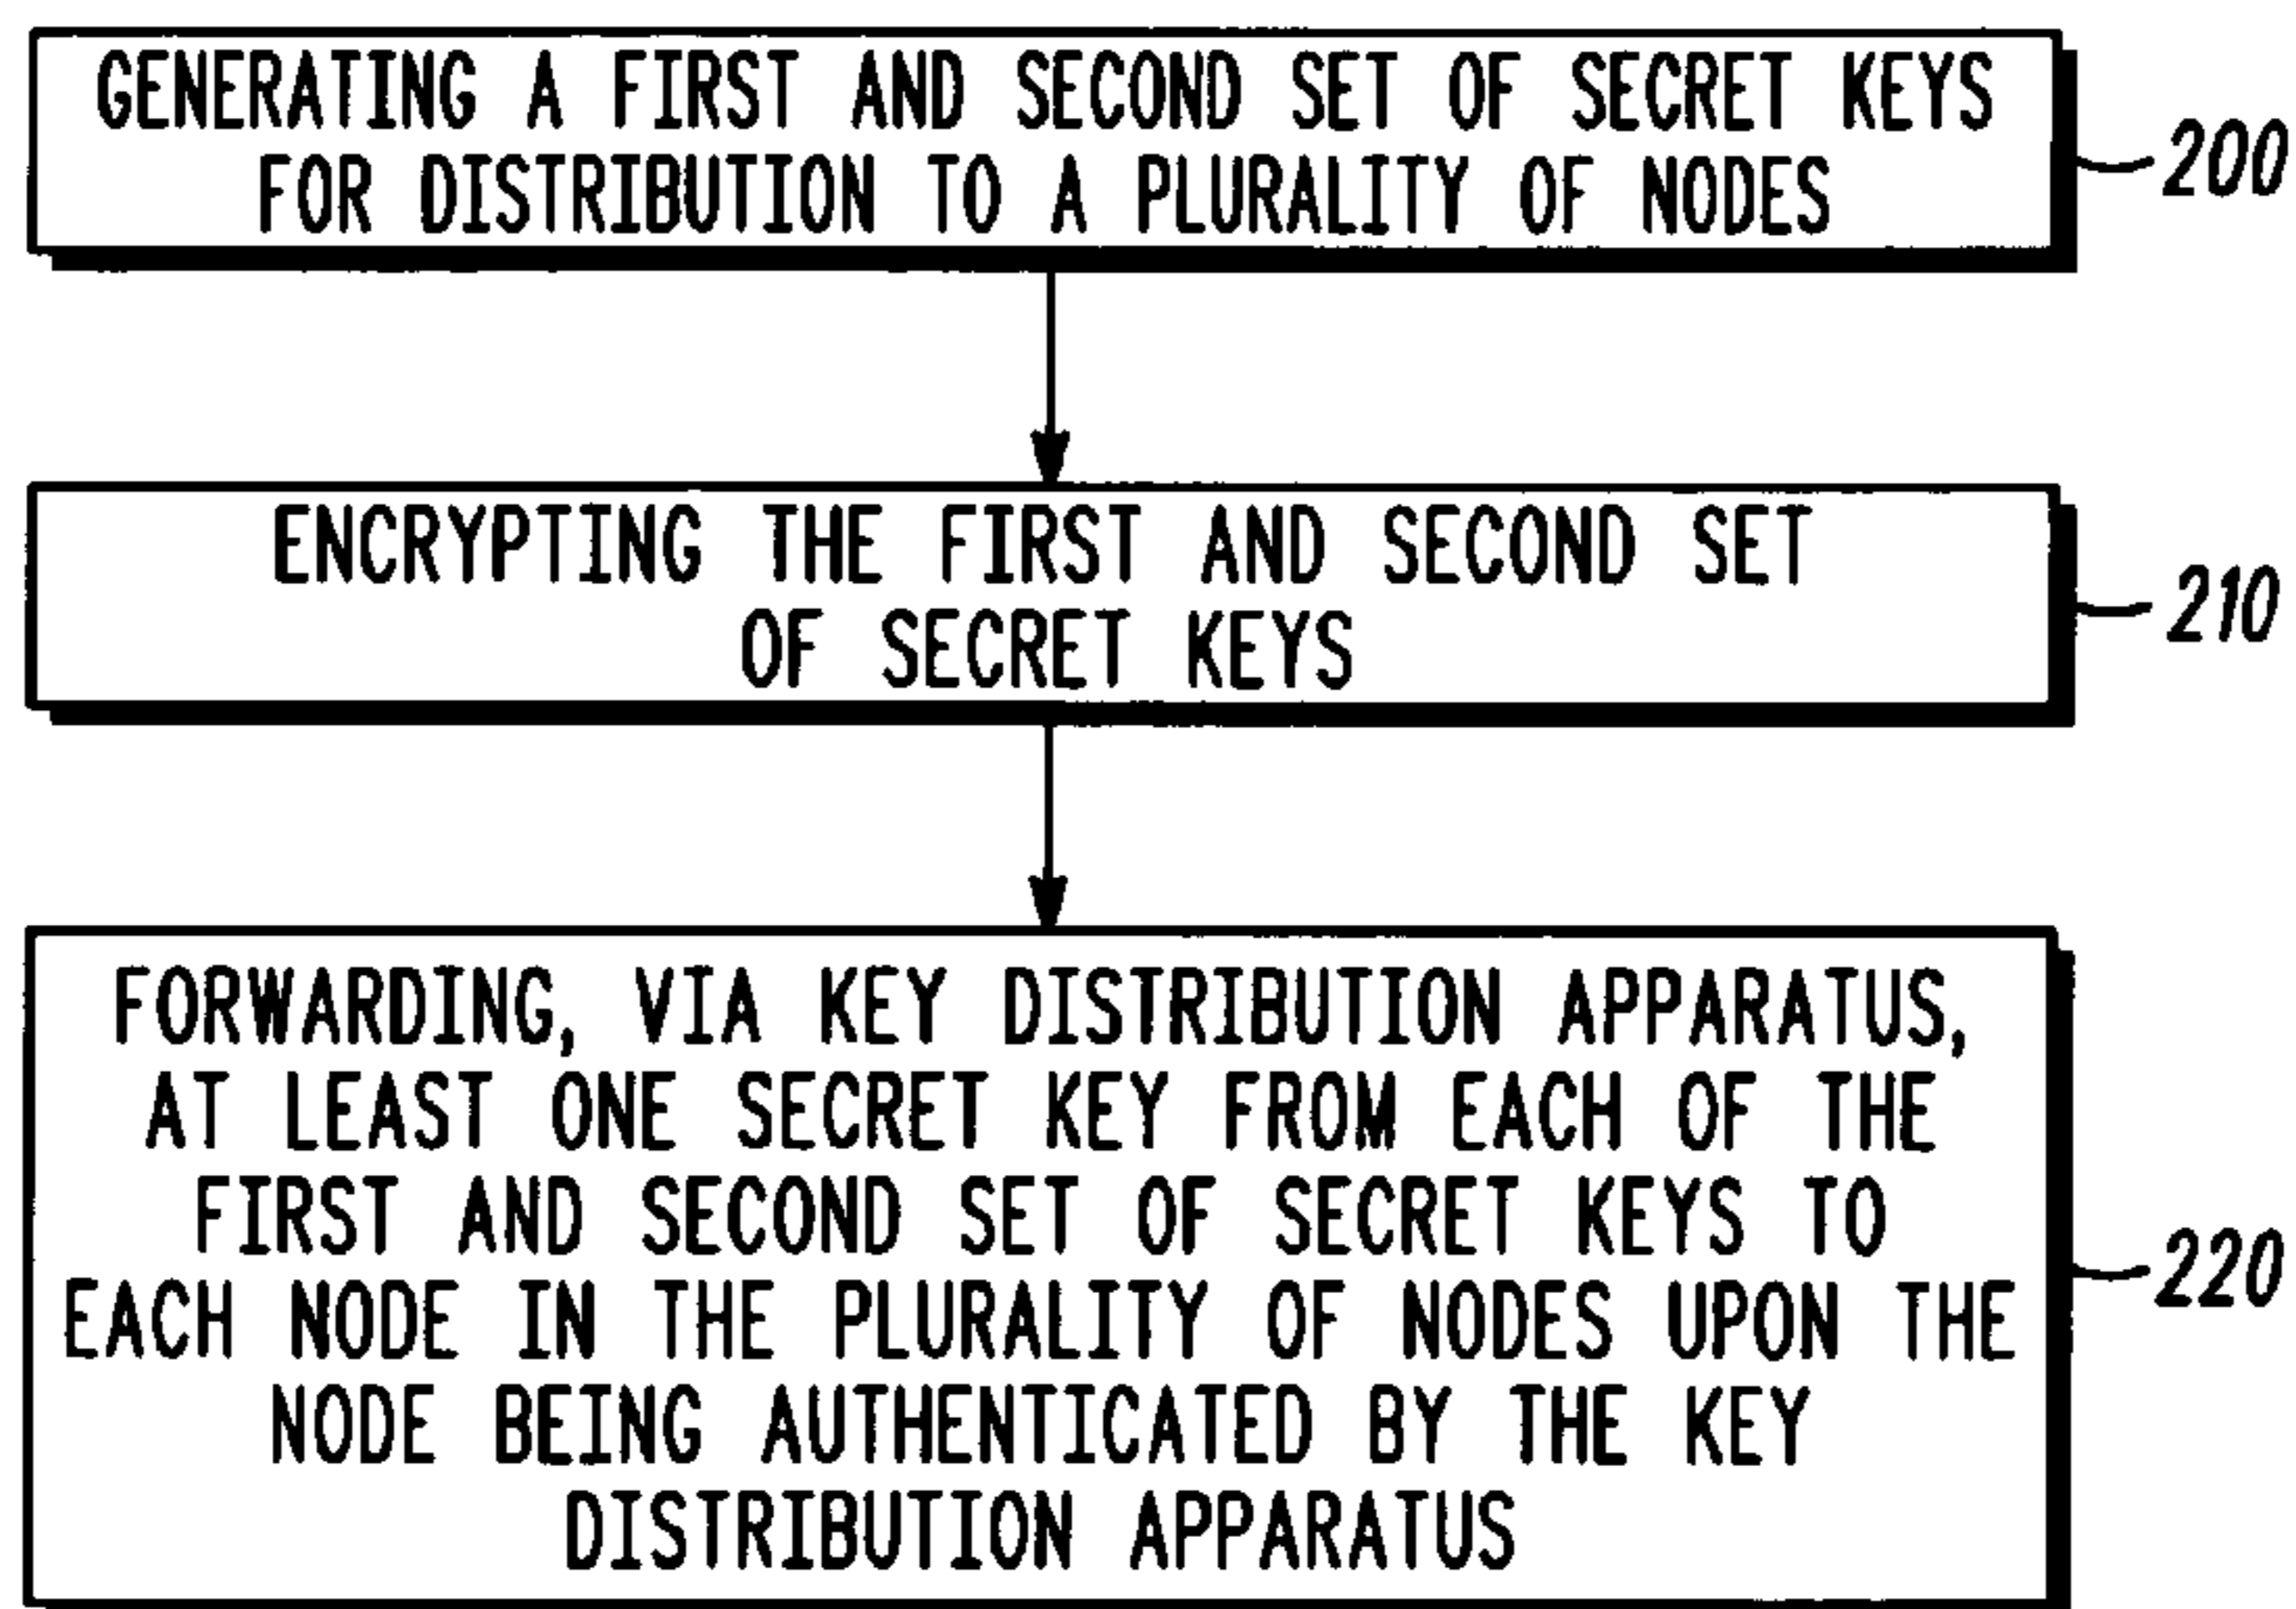 GENERATING A FIRST AND SECOND SET OF SECRET KEYS
FOR DISTRIBUTION TO A PLURALITY OF NODES
200
ENCRYPTING THE FIRST AND SECOND SET
OF SECRET KEYS
210
FORWARDING, VIA KEY DISTRIBUTION APPARATUS,
AT LEAST ONE SECRET KEY FROM EACH OF THE
FIRST AND SECOND SET OF SECRET KEYS TO
EACH NODE IN THE PLURALITY OF NODES UPON THE
NODE BEING AUTHENTICATED BY THE KEY
DISTRIBUTION APPARATUS
220